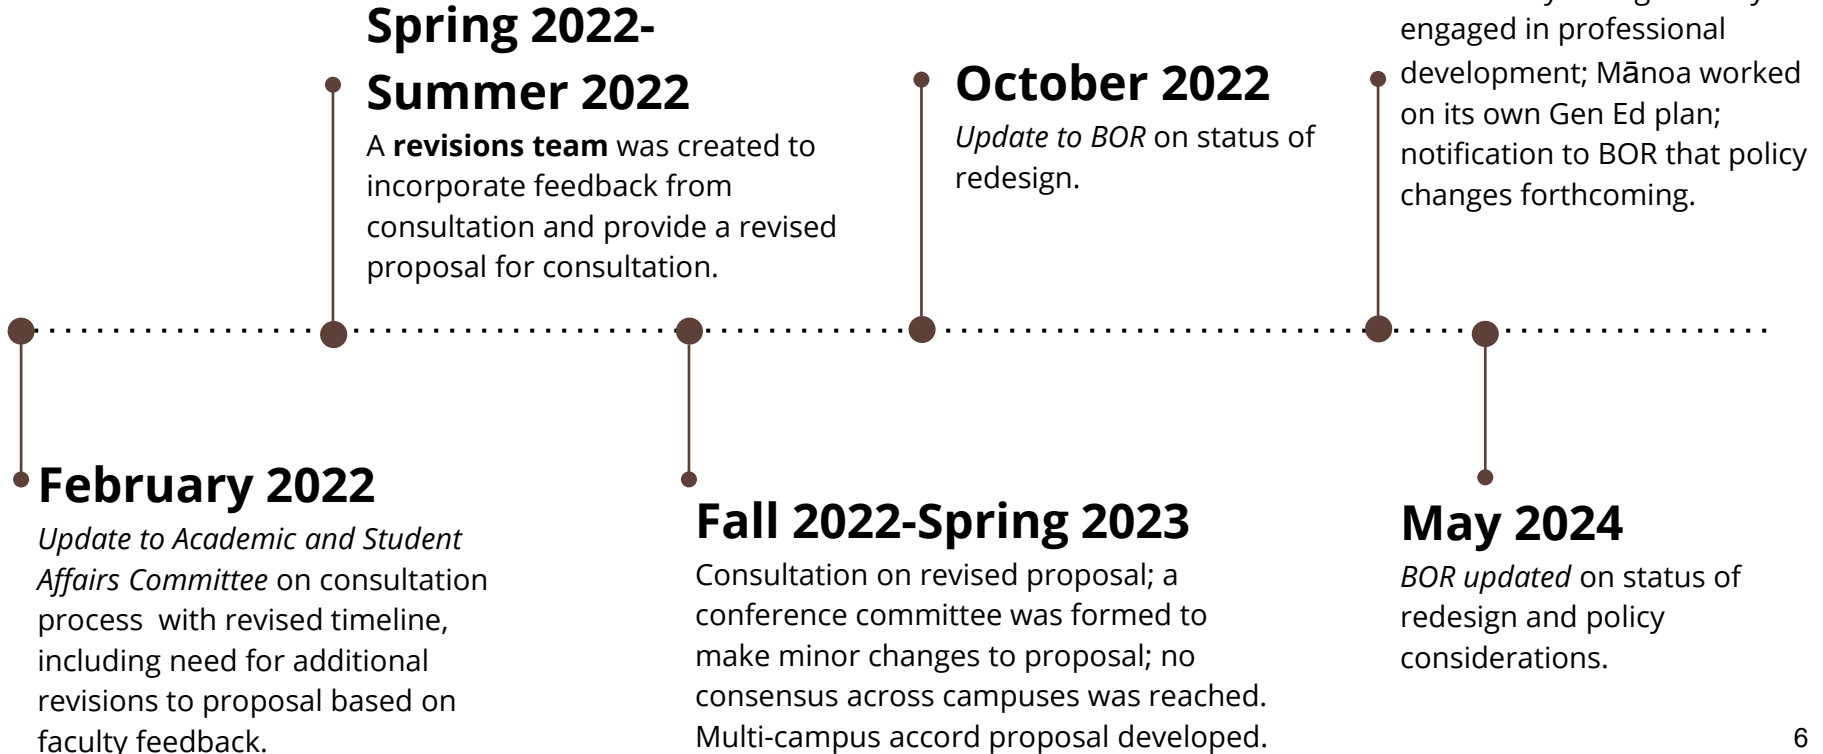 Spring 2022-
Summer 2022
A revisions team was created to
incorporate feedback from
consultation and provide a revised
proposal for consultation.
October 2022
Update to BOR on status of
redesign.
engaged in professional
development; Mānoa worked
on its own Gen Ed plan;
notification to BOR that policy
changes forthcoming.
February 2022
Update to Academic and Student
Affairs Committee on consultation
process  with revised timeline,
including need for additional
revisions to proposal based on
faculty feedback.
Fall 2022-Spring 2023
Consultation on revised proposal; a
conference committee was formed to
make minor changes to proposal; no
consensus across campuses was reached.
Multi-campus accord proposal developed.
May 2024
BOR updated on status of
redesign and policy
considerations.
6